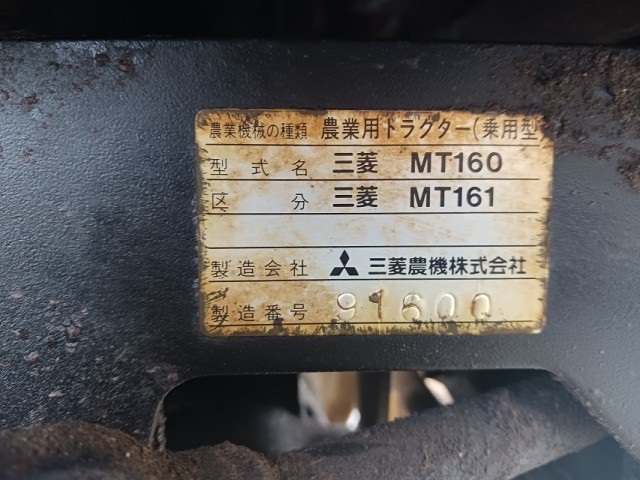 農業機械の種類 農業用トラクター(乗用型)
型式名 三菱 MT160
区分 三菱 MT161
製造会社 三菱農機株式会社
製造番号 91600